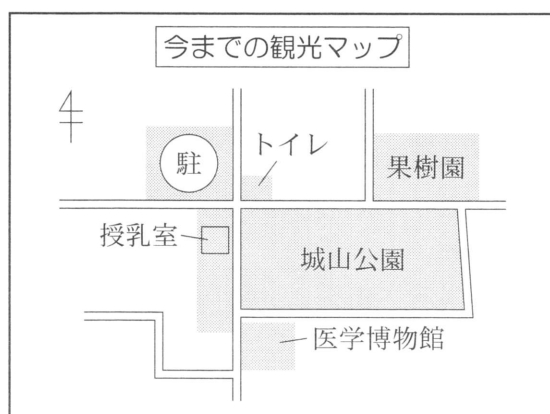 今までの観光マップ
トイレ
駐
果樹園
授乳室
城山公園
医学博物館